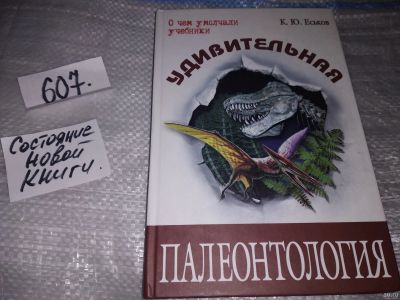 607.
Состояние
новой
книги.
О чем умолчали
учебники
К. Ю. Еськов
УДИВИТЕЛЬНАЯ
ПАЛЕОНТОЛОГИЯ